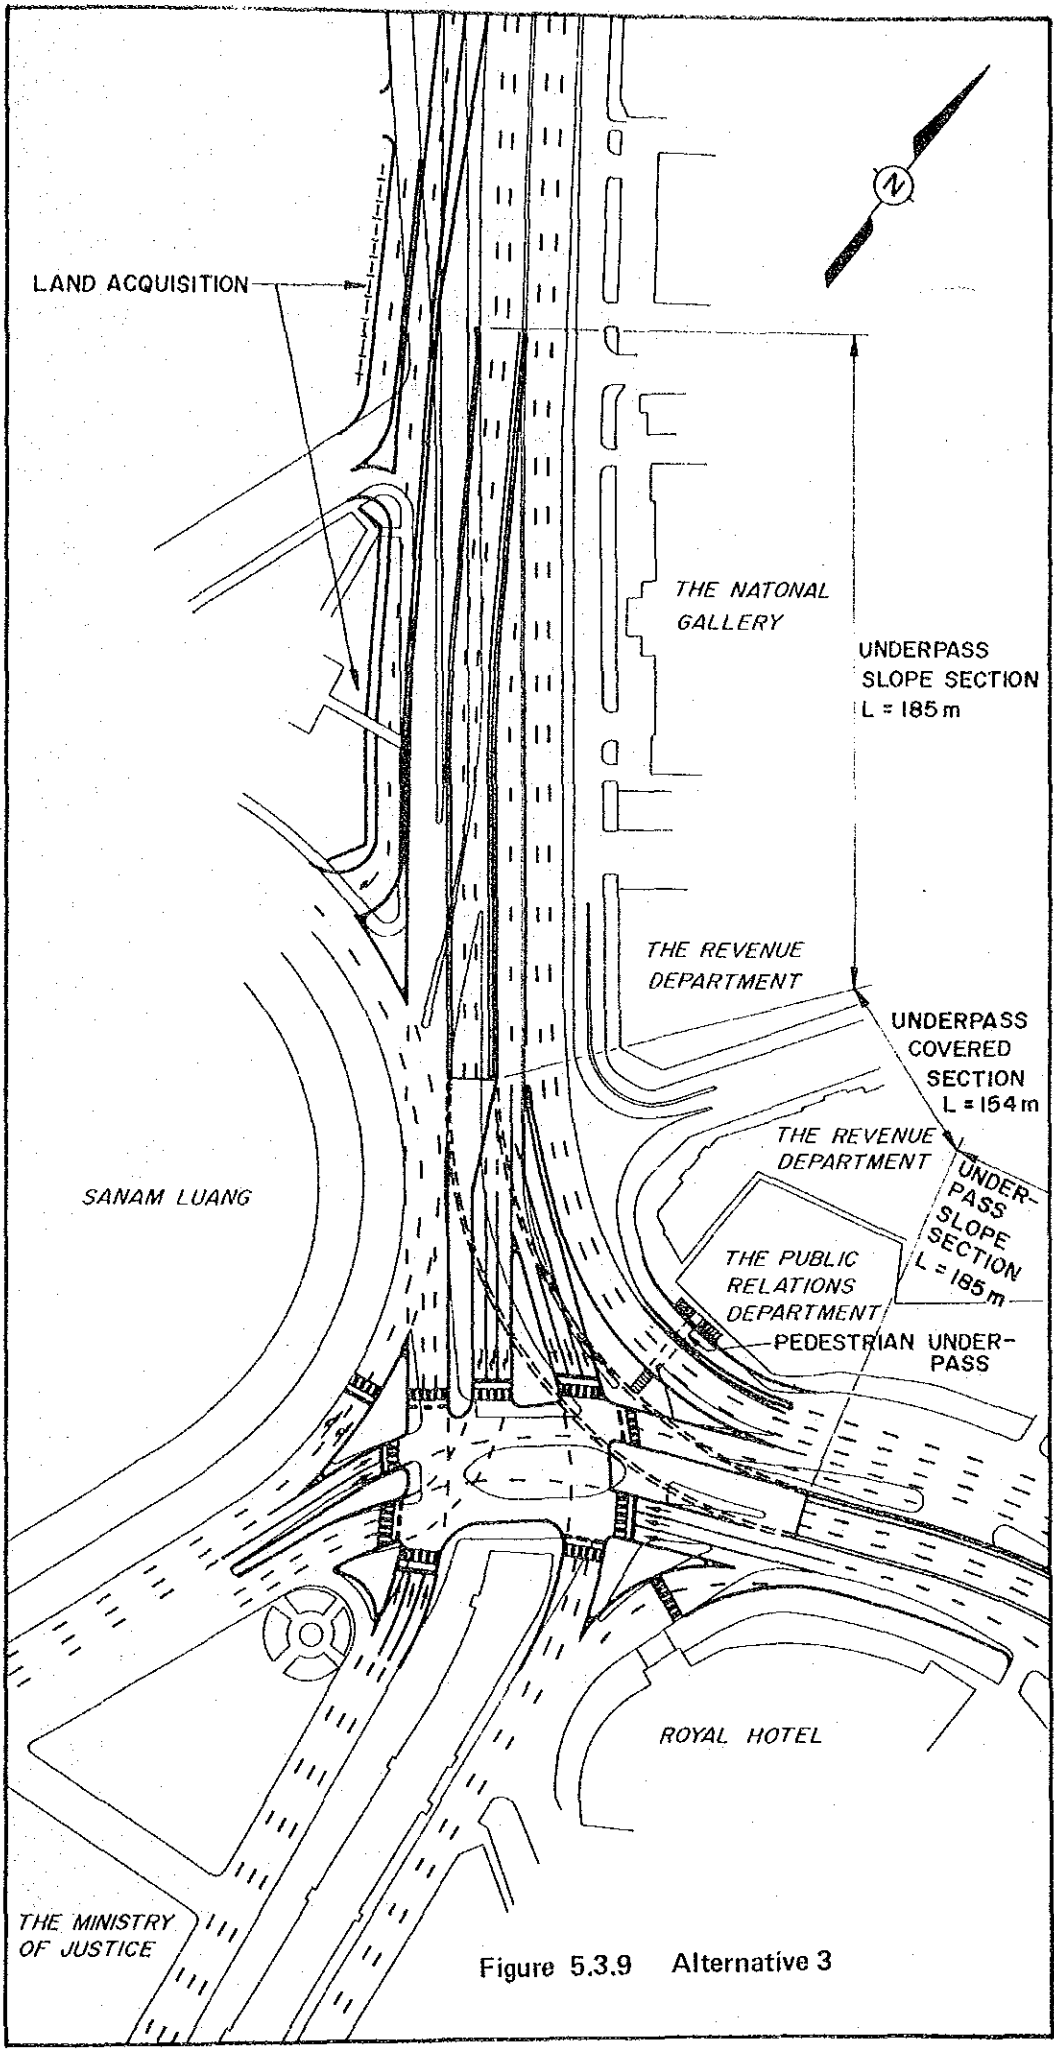 N
LAND ACQUISITION
THE NATONAL
GALLERY
UNDERPASS
SLOPE SECTION
L = 185 m
THE REVENUE
DEPARTMENT
UNDERPASS
COVERED
SECTION
L = 154 m
THE REVENUE
DEPARTMENT
UNDER-
PASS
SLOPE
SECTION
L = 185 m
SANAM LUANG
THE PUBLIC
RELATIONS
DEPARTMENT
PEDESTRIAN UNDER-
PASS
ROYAL HOTEL
THE MINISTRY
OF JUSTICE
Figure 5.3.9 Alternative 3